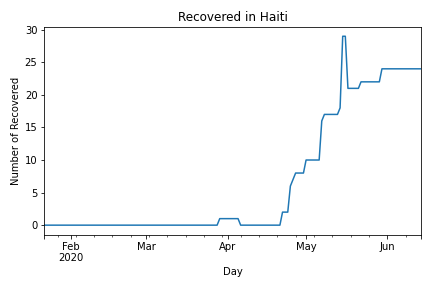 Recovered in Haiti
Number of Recovered
30
25
20
15
10
5
0
Feb
2020
Mar
Apr
May
Jun
Day